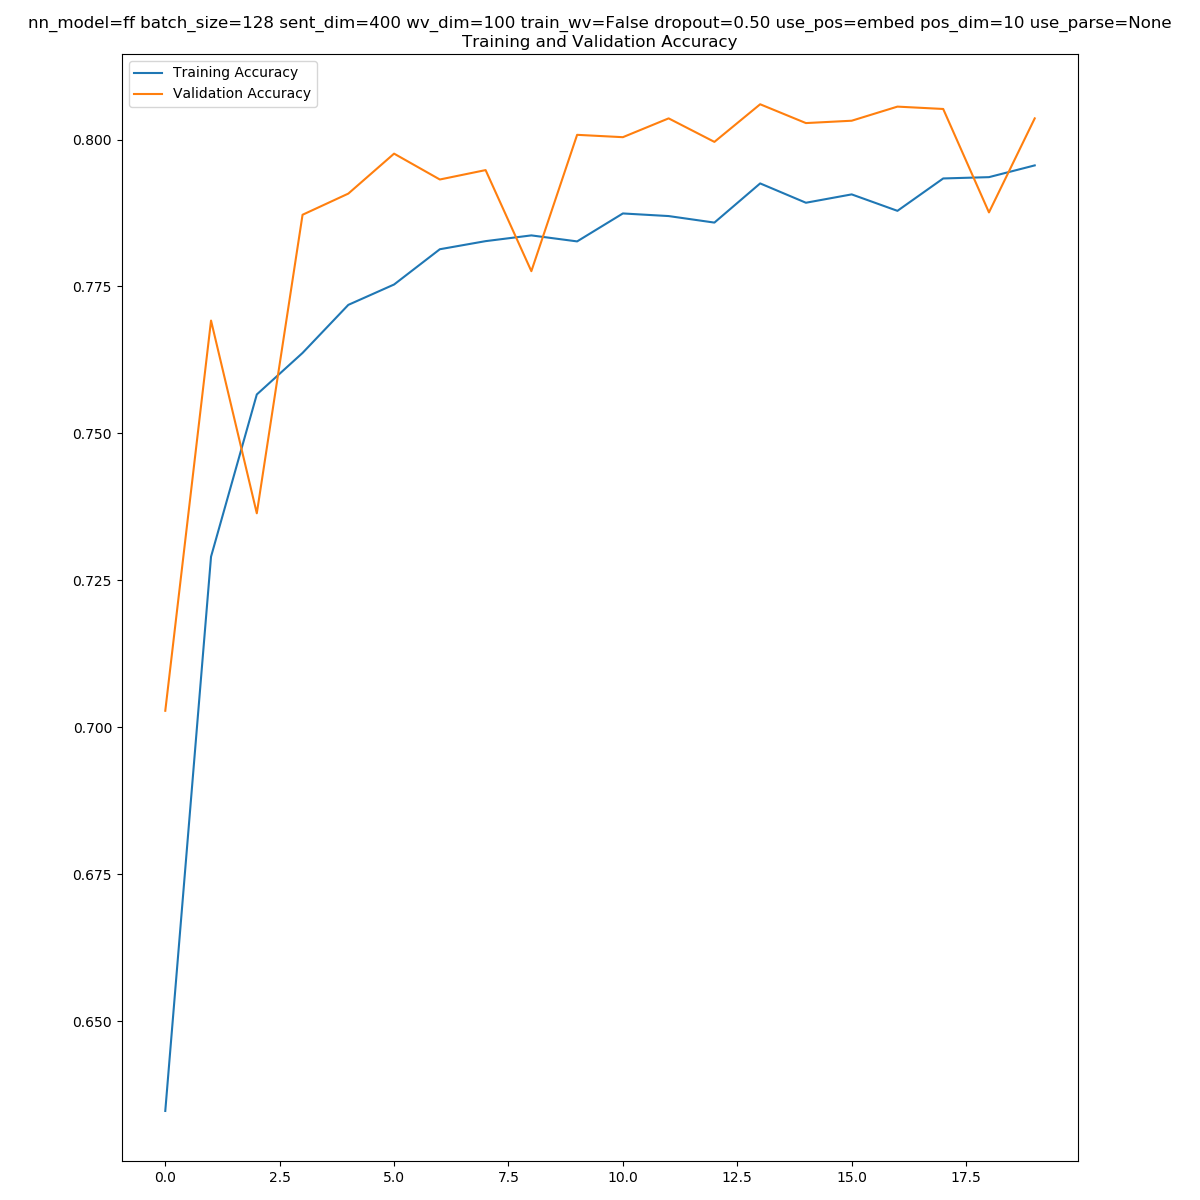 nn_model=ff batch_size=128 sent_dim=400 wv_dim=100 train_wv=False dropout=0.50 use_pos=embed pos_dim=10 use_parse=None
Training and Validation Accuracy
Training Accuracy
Validation Accuracy
0.800
0.775
0.750
0.725
0.700
0.675
0.650
0.0 2.5 5.0 7.5 10.0 12.5 15.0 17.5